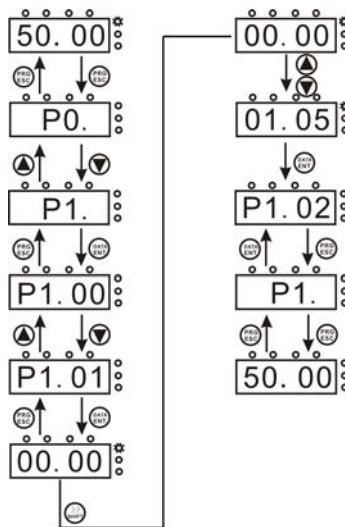 50.00
PRG
ESC
PRG
ESC
P0.
P1.
PRG
ESC
DATA
ENT
P1.00
P1.01
PRG
ESC
DATA
ENT
00.00
SHIFT
00.00
01.05
DATA
ENT
P1.02
DATA
ENT
PRG
ESC
P1.
PRG
ESC
PRG
ESC
50.00